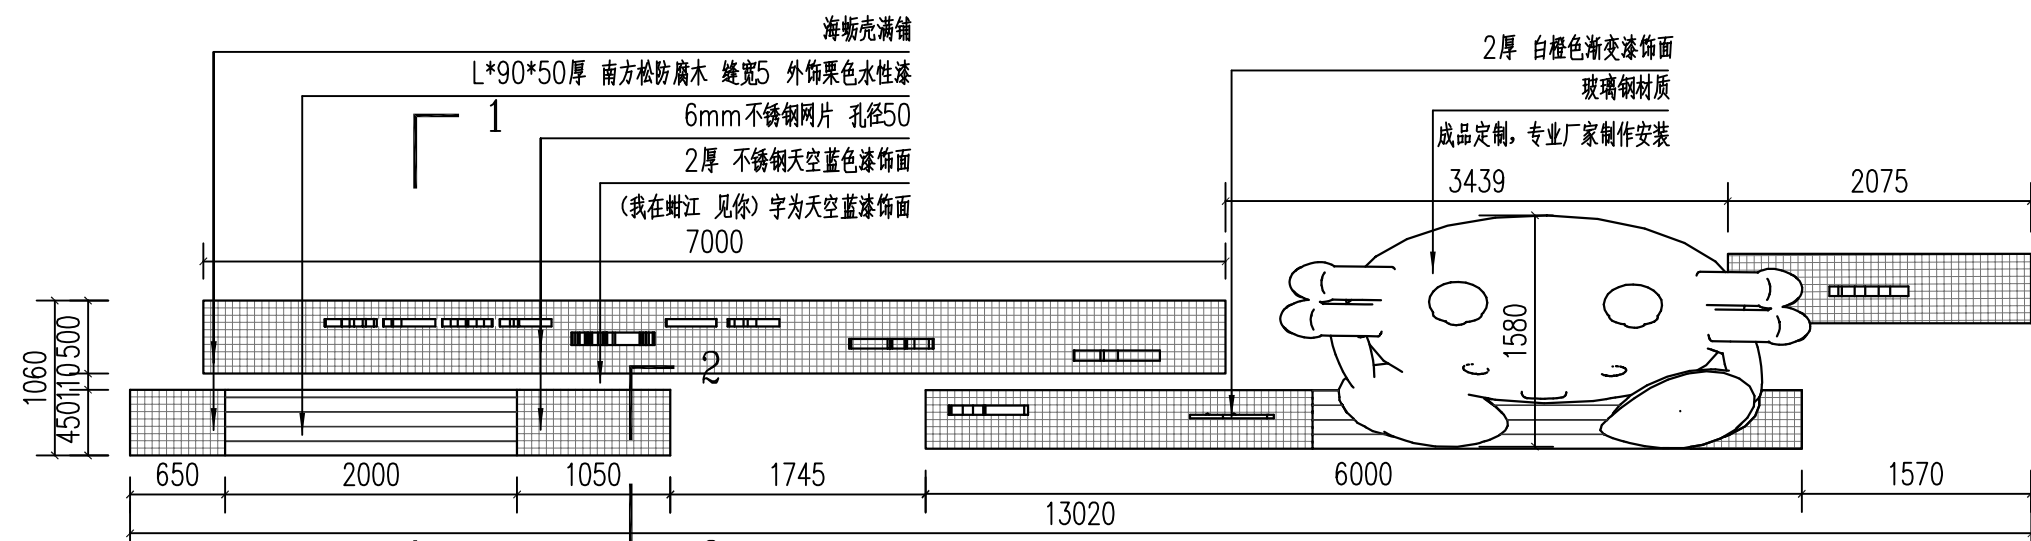 海蛎壳满铺
L*90*50厚 南方松防腐木 缝宽5 外饰栗色水性漆
6mm不锈钢网片 孔径50
2厚 不锈钢天空蓝色漆饰面
(我在蚶江 见你) 字为天空蓝漆饰面
2厚 白橙色渐变漆饰面
玻璃钢材质
成品定制, 专业厂家制作安装
1
3439
2075
7000
1580
2
1060
500
110
450
650
2000
1050
1745
6000
1570
13020